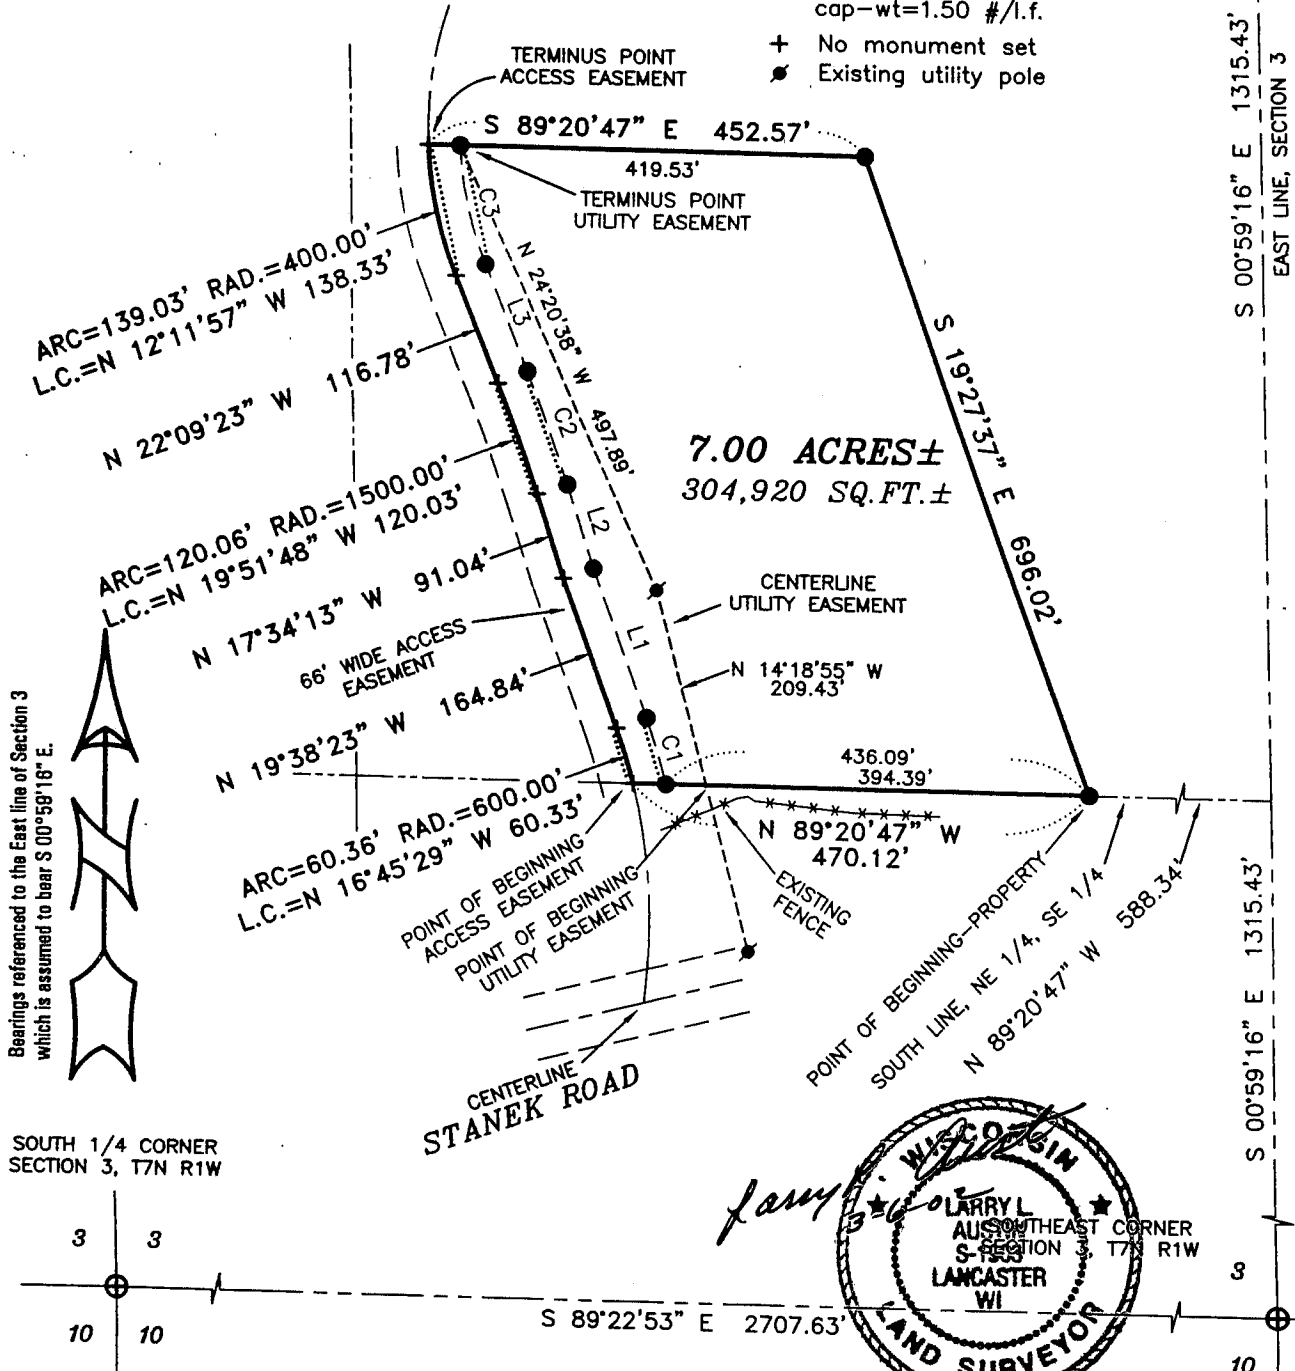 cap-wt=1.50 #/l.f.
No monument set
Existing utility pole
TERMINUS POINT
ACCESS EASEMENT
S 89°20'47" E 452.57'
419.53'
TERMINUS POINT
UTILITY EASEMENT
S 00°59'16" E 1315.43'
EAST LINE, SECTION 3
C3
N 24°20'38" W 497.89'
L3
C2
L2
L1
C1
ARC=139.03' RAD.=400.00'
L.C.=N 12°11'57" W 138.33'
N 22°09'23" W 116.78'
ARC=120.06' RAD.=1500.00'
L.C.=N 19°51'48" W 120.03'
N 17°34'13" W 91.04'
66' WIDE ACCESS
EASEMENT
N 19°38'23" W 164.84'
ARC=60.36' RAD.=600.00'
L.C.=N 16°45'29" W 60.33'
S 19°27'37" E 696.02'
7.00 ACRES±
304,920 SQ.FT.±
CENTERLINE
UTILITY EASEMENT
N 14°18'55" W
209.43'
436.09'
394.39'
N 89°20'47" W
470.12'
POINT OF BEGINNING
ACCESS EASEMENT
POINT OF BEGINNING
UTILITY EASEMENT
EXISTING
FENCE
POINT OF BEGINNING-PROPERTY
SOUTH LINE, NE 1/4, SE 1/4
N 89°20'47" W 588.34'
S 00°59'16" E 1315.43'
Bearings referenced to the East line of Section 3
which is assumed to bear S 00°59'16" E.
CENTERLINE
STANEK ROAD
SOUTH 1/4 CORNER
SECTION 3, T7N R1W
3 3
10 10
S 89°22'53" E 2707.63'
WISCONSIN
Larry
3-6-02
LARRY L.
AUSTIN
LANCASTER
WI
LAND SURVEYOR
SOUTHEAST CORNER
SECTION 3, T7N R1W
3
10